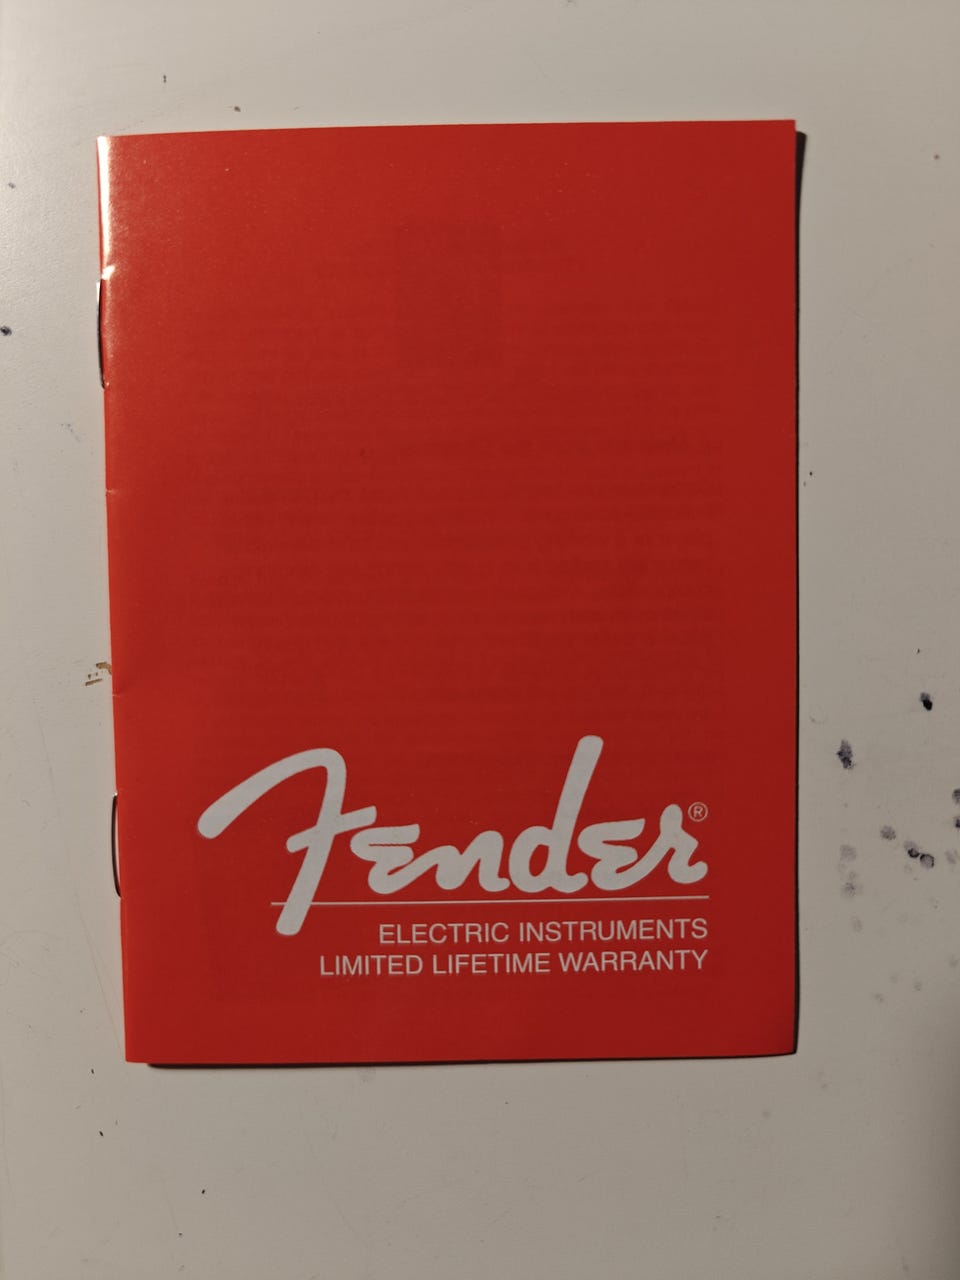 Fender®
ELECTRIC INSTRUMENTS
LIMITED LIFETIME WARRANTY